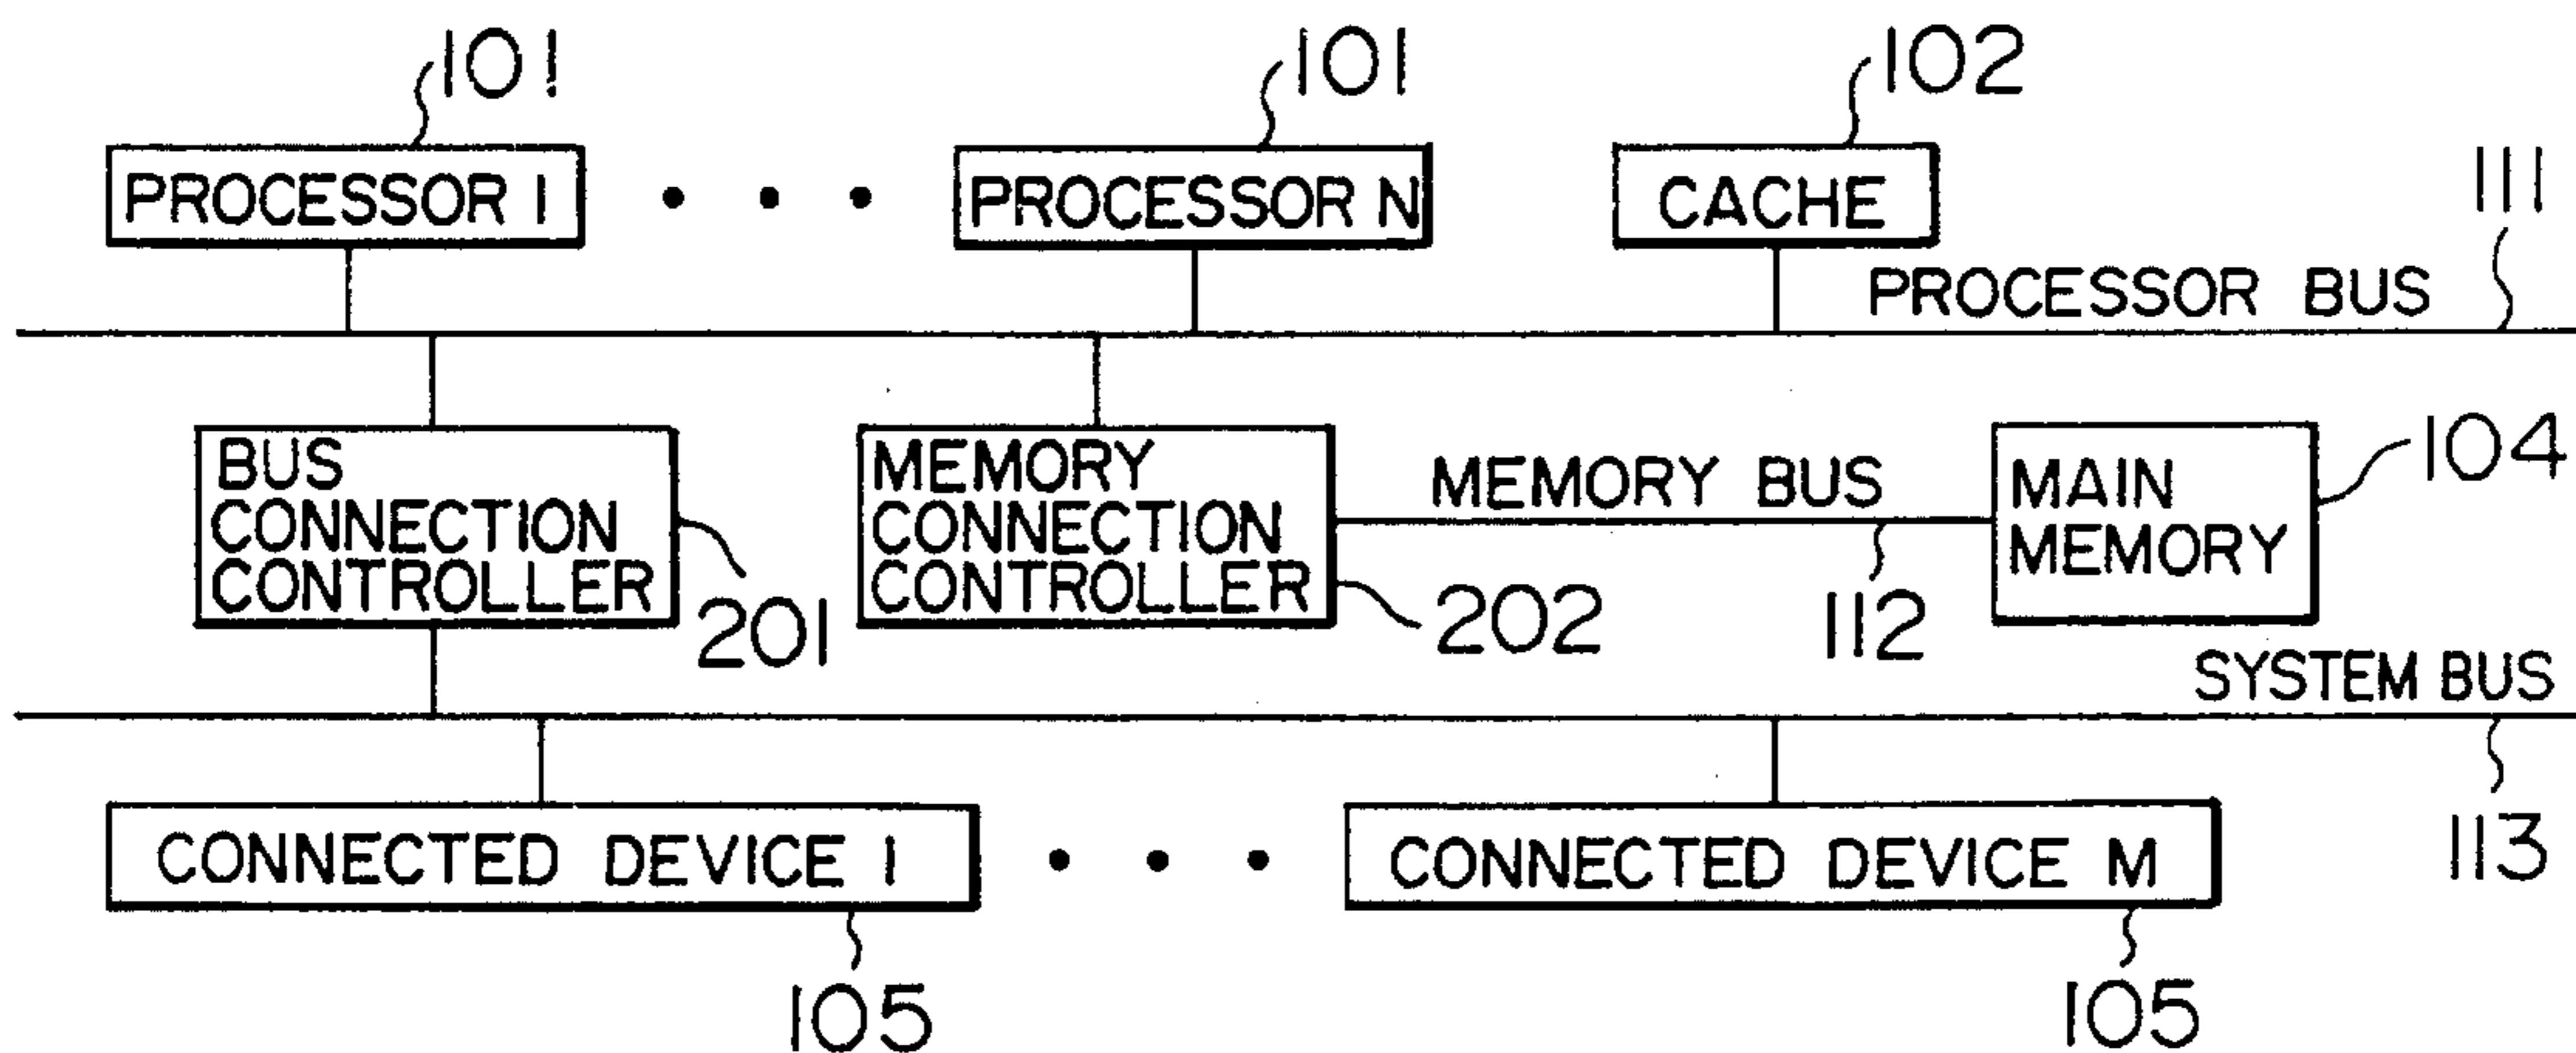 101
101
102
PROCESSOR 1
PROCESSOR N
CACHE
111
PROCESSOR BUS
BUS
CONNECTION
CONTROLLER
201
MEMORY
CONNECTION
CONTROLLER
202
MEMORY BUS
112
MAIN
MEMORY
104
SYSTEM BUS
113
CONNECTED DEVICE 1
CONNECTED DEVICE M
105
105